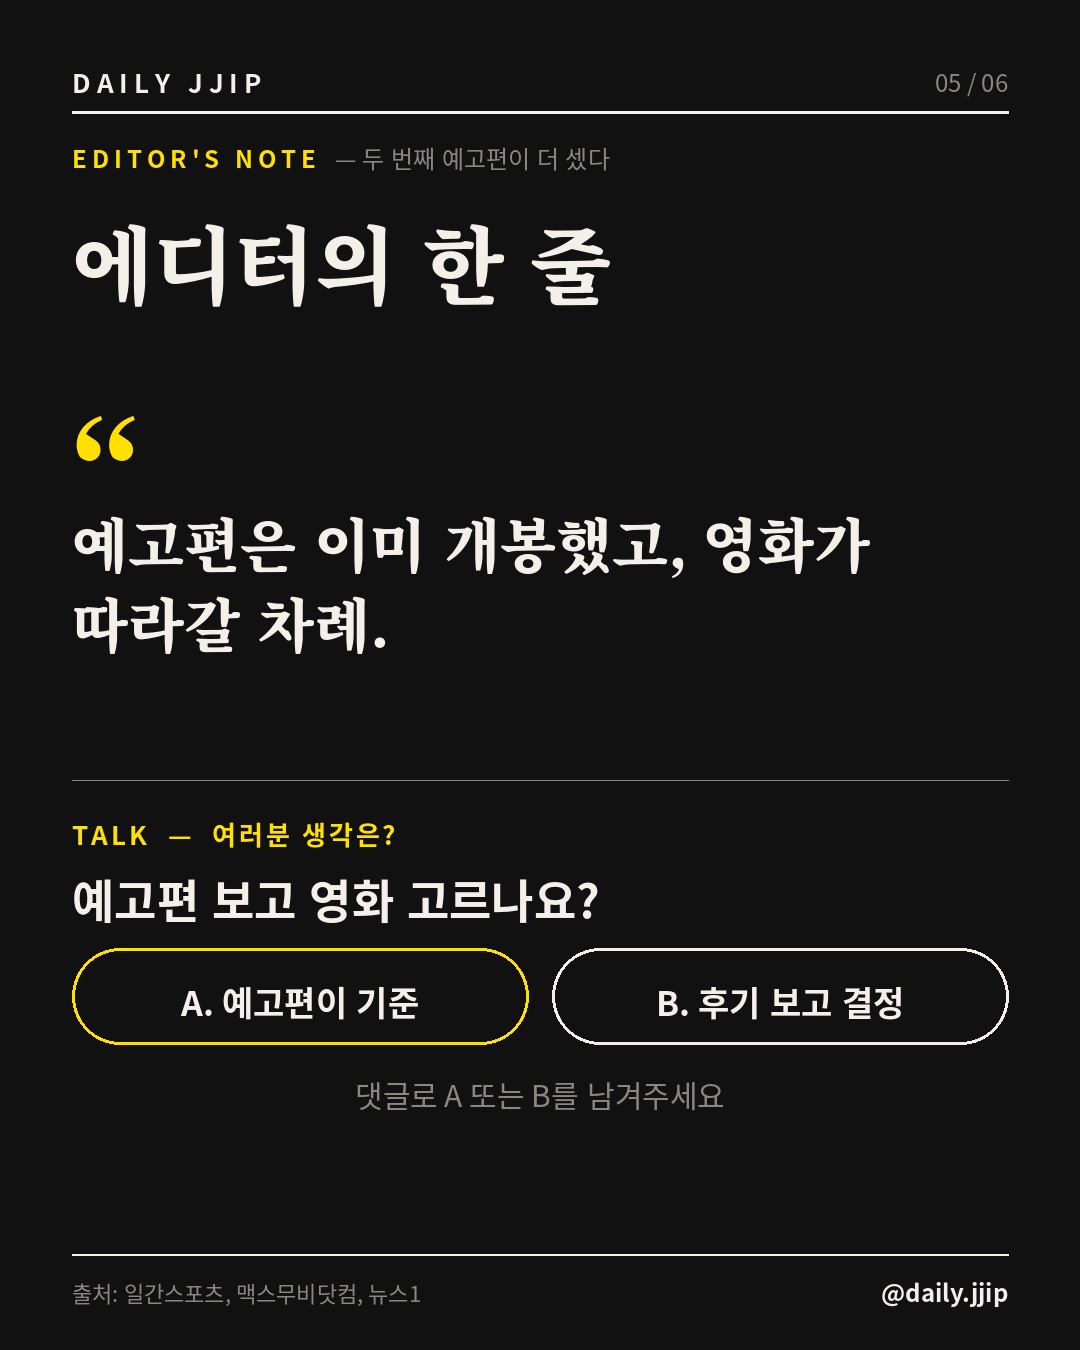 DAILY JJIP
05 / 06
EDITOR'S NOTE — 두 번째 예고편이 더 셌다
에디터의 한 줄
“
예고편은 이미 개봉했고, 영화가
따라갈 차례.
TALK — 여러분 생각은?
예고편 보고 영화 고르나요?
A. 예고편이 기준
B. 후기 보고 결정
댓글로 A 또는 B를 남겨주세요
출처: 일간스포츠, 맥스무비닷컴, 뉴스1
@daily.jjip